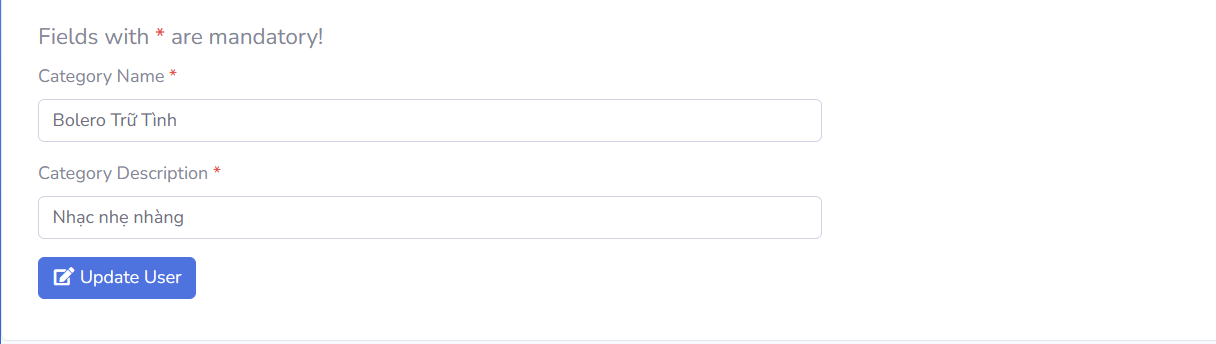 Fields with * are mandatory!
Category Name *
Bolero Trữ Tình
Category Description *
Nhạc nhẹ nhàng
Update User